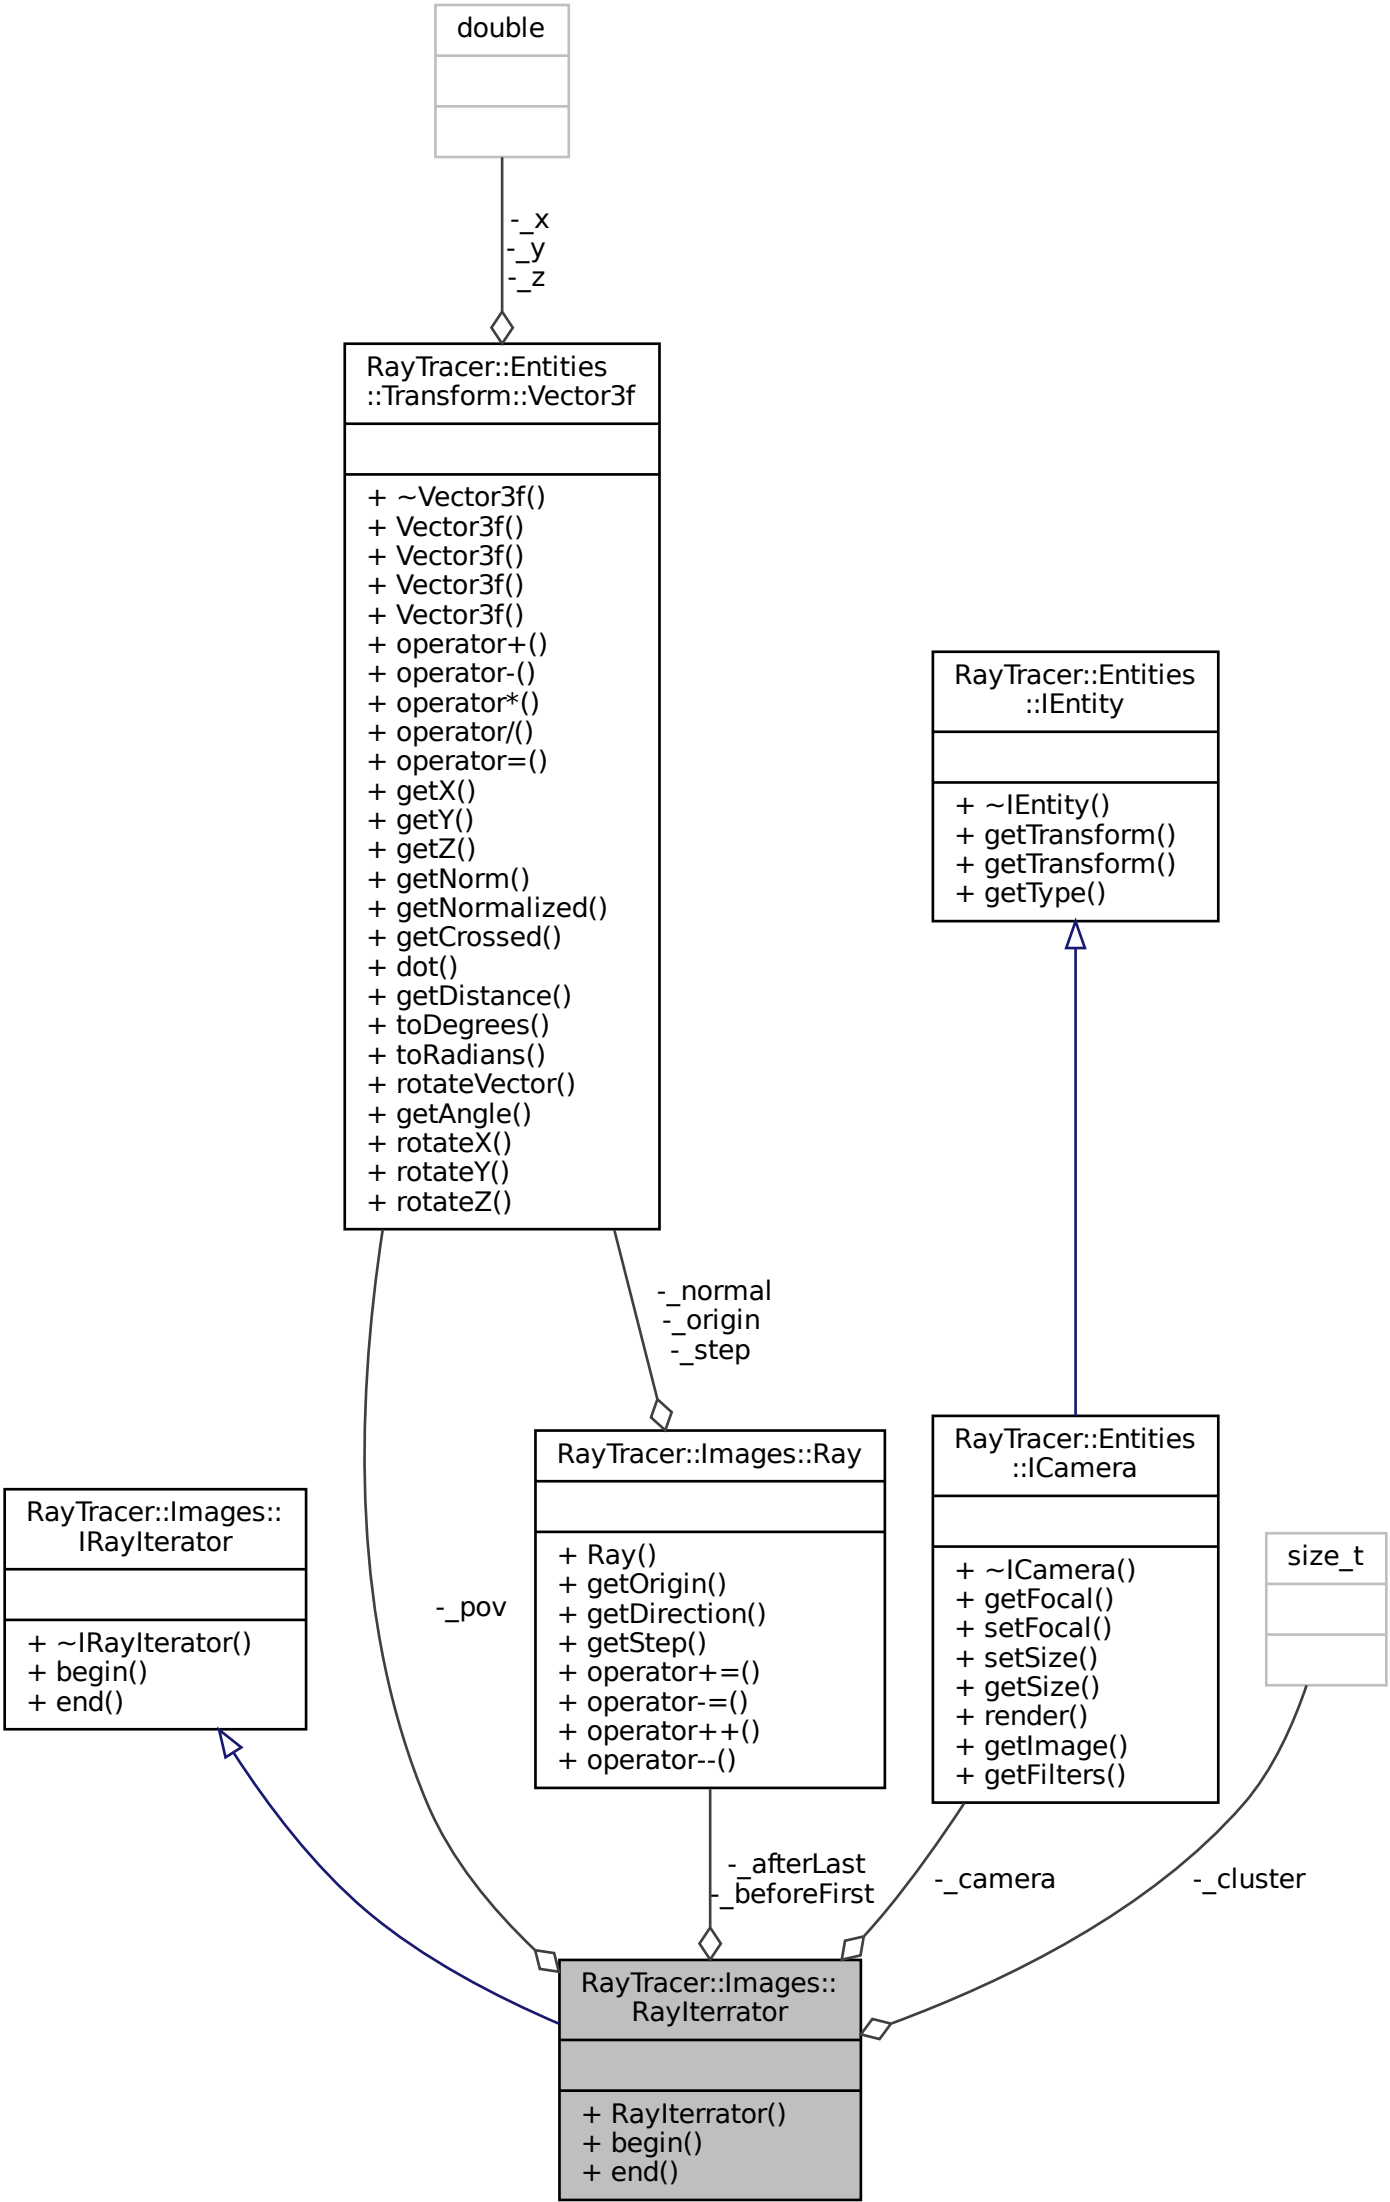 double
-_x
-_y
-_z
RayTracer::Entities
::Transform::Vector3f
+ ~Vector3f()
+ Vector3f()
+ Vector3f()
+ Vector3f()
+ Vector3f()
+ operator+()
+ operator-()
+ operator*()
+ operator/()
+ operator=()
+ getX()
+ getY()
+ getZ()
+ getNorm()
+ getNormalized()
+ getCrossed()
+ dot()
+ getDistance()
+ toDegrees()
+ toRadians()
+ rotateVector()
+ getAngle()
+ rotateX()
+ rotateY()
+ rotateZ()
RayTracer::Entities
::IEntity
+ ~IEntity()
+ getTransform()
+ getTransform()
+ getType()
-_normal
-_origin
-_step
RayTracer::Images::
IRayIterator
+ ~IRayIterator()
+ begin()
+ end()
-_pov
RayTracer::Images::Ray
+ Ray()
+ getOrigin()
+ getDirection()
+ getStep()
+ operator+=()
+ operator-=()
+ operator++()
+ operator--()
RayTracer::Entities
::ICamera
+ ~ICamera()
+ getFocal()
+ setFocal()
+ setSize()
+ getSize()
+ render()
+ getImage()
+ getFilters()
size_t
-_afterLast
-_beforeFirst
-_camera
-_cluster
RayTracer::Images::
RayIterrator
+ RayIterrator()
+ begin()
+ end()